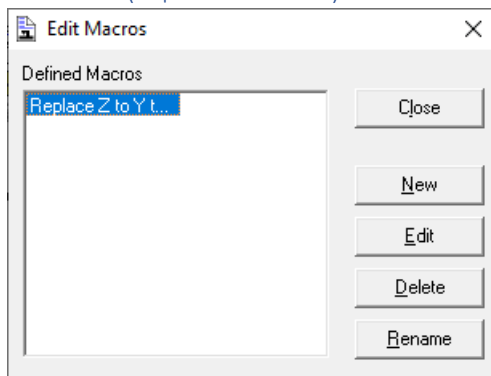 Edit Macros
Defined Macros
Replace Z to Y t...
Close
New
Edit
Delete
Rename